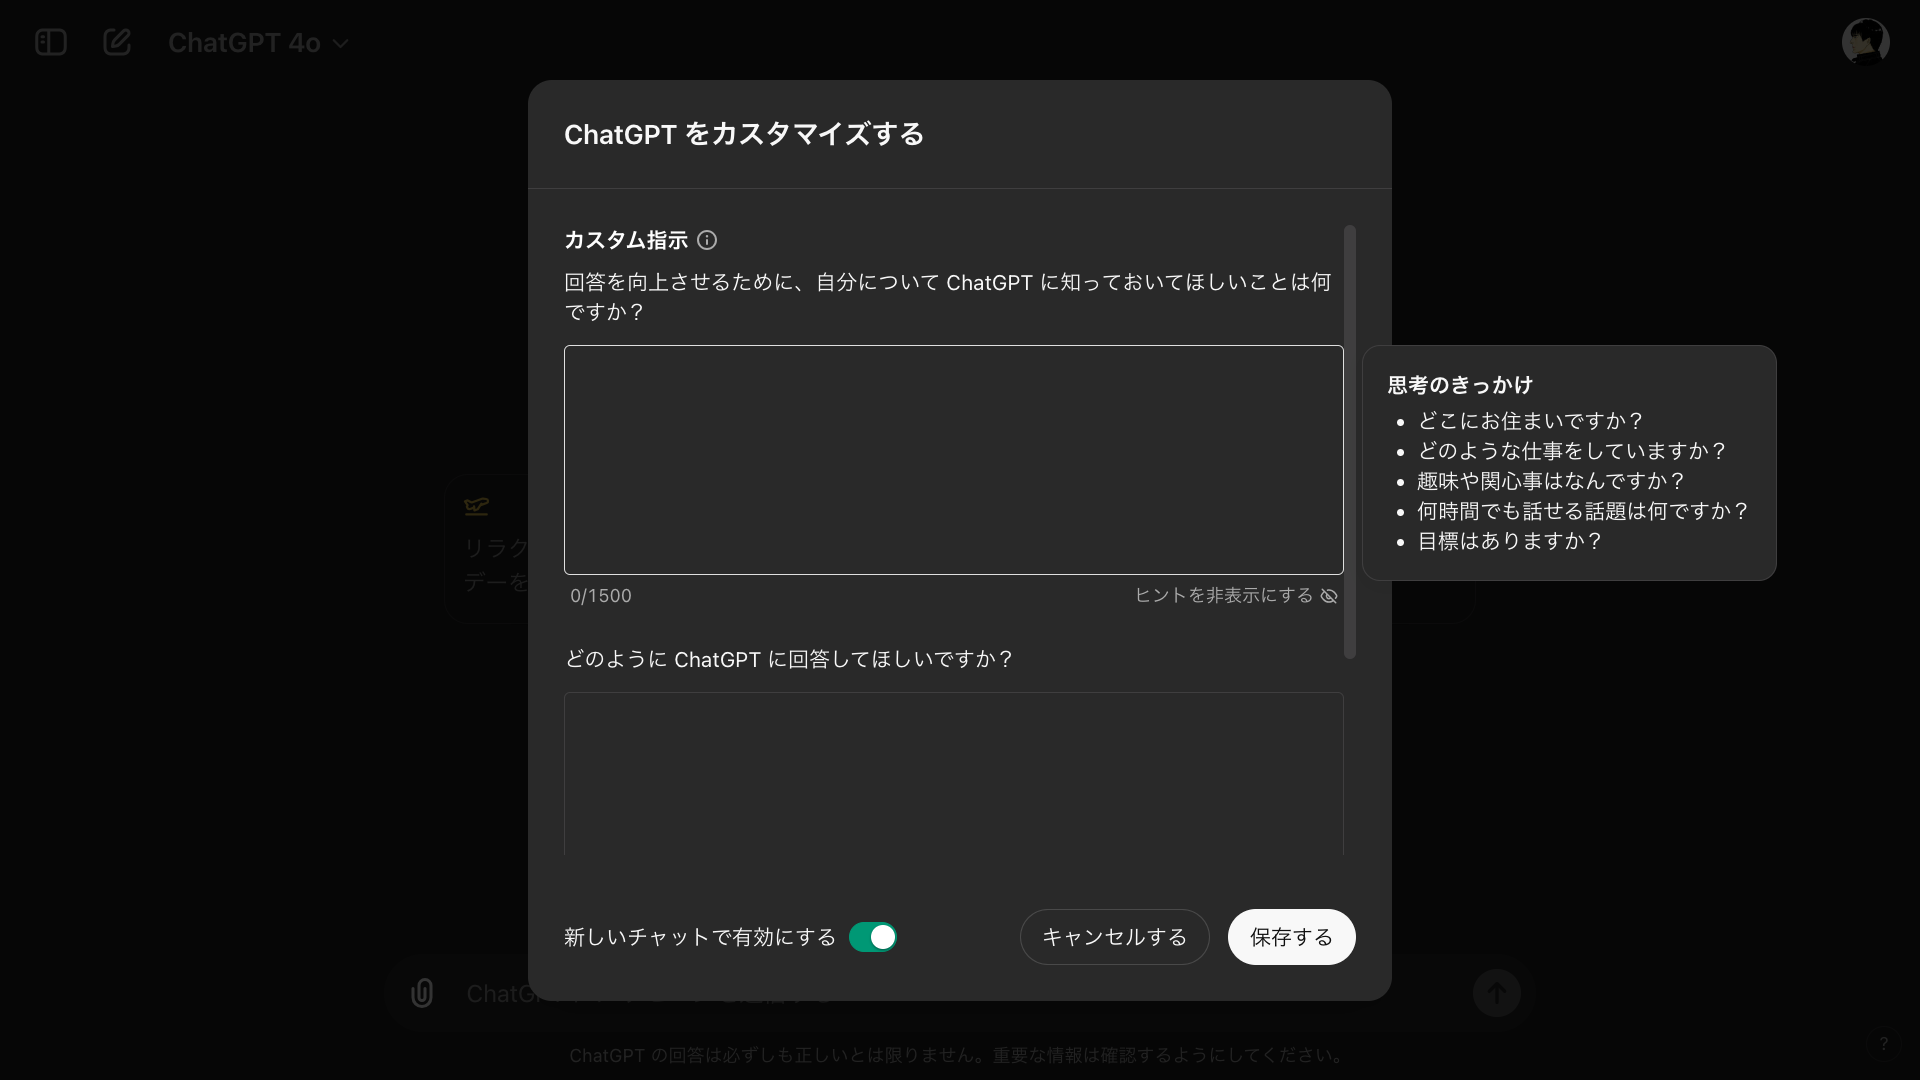 ChatGPT 4o
ChatGPT をカスタマイズする
カスタム指示
回答を向上させるために、自分について ChatGPT に知っておいてほしいことは何
ですか？
思考のきっかけ
どこにお住まいですか？
どのような仕事をしていますか？
趣味や関心事はなんですか？
何時間でも話せる話題は何ですか？
目標はありますか？
0/1500
ヒントを非表示にする
どのように ChatGPT に回答してほしいですか？
リラク
デーを
新しいチャットで有効にする
キャンセルする
保存する
ChatGPT の回答は必ずしも正しいとは限りません。重要な情報は確認するようにしてください。
?